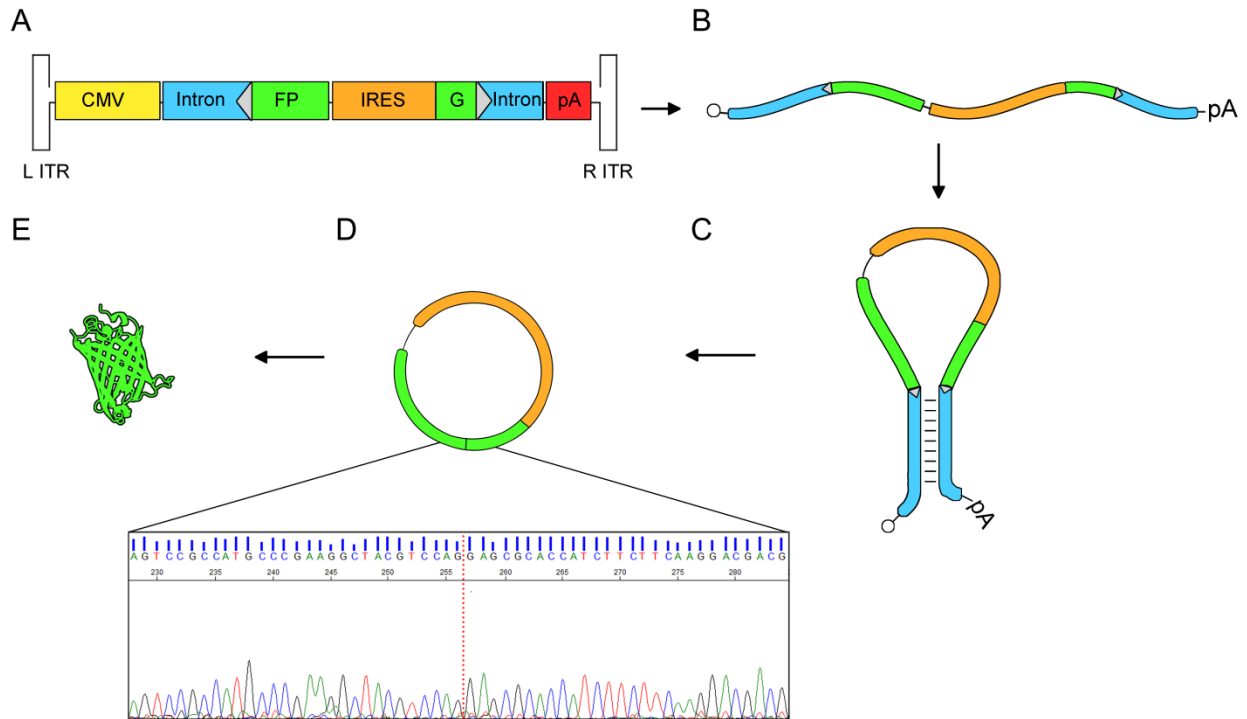 A
B
CMV
Intron
FP
IRES
G
Intron
pA
L ITR
R ITR
pA
E
D
C
pA
AGTCCGCCATGCCCGAAGGCTACGTCCAGGAGCGCACCATCTTCTTCAAGGACGACG
230 235 240 245 250 255 260 265 270 275 280